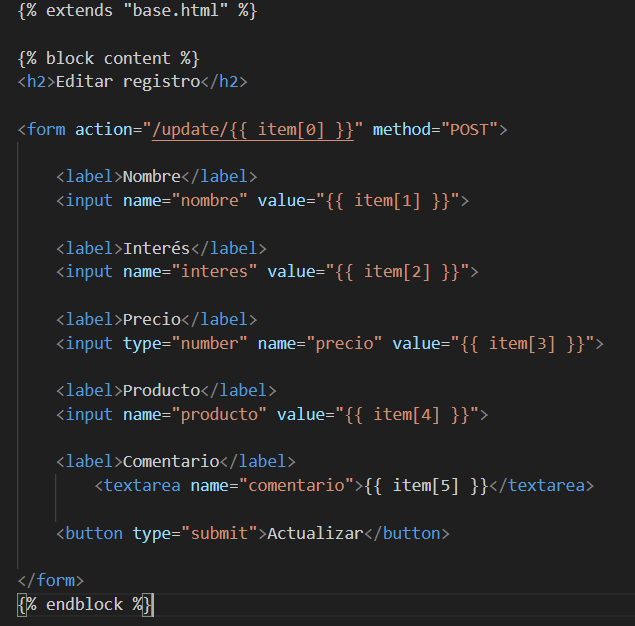 {% extends "base.html" %}
{% block content %}
<h2>Editar registro</h2>
<form action="/update/{{ item[0] }}" method="POST">
<label>Nombre</label>
<input name="nombre" value="{{ item[1] }}">
<label>Interés</label>
<input name="interes" value="{{ item[2] }}">
<label>Precio</label>
<input type="number" name="precio" value="{{ item[3] }}">
<label>Producto</label>
<input name="producto" value="{{ item[4] }}">
<label>Comentario</label>
<textarea name="comentario">{{ item[5] }}</textarea>
<button type="submit">Actualizar</button>
</form>
{% endblock %}